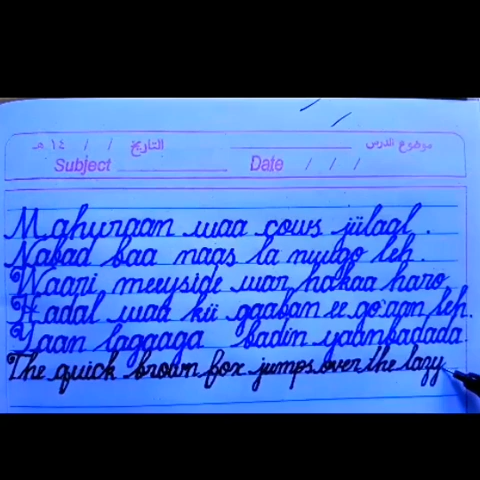 موضوع الدرس التاريخ / / ١٤ هـ
Subject Date / / /
Mahuraan waa cows jiilaal.
Nabad baa naas la nuugo leh.
Waari meeyside war hakaa haro
Hadal waa kii gaaban ee go'aan leh.
Yaan lagaaga badin yaanbadada.
The quick brown fox jumps over the lazy